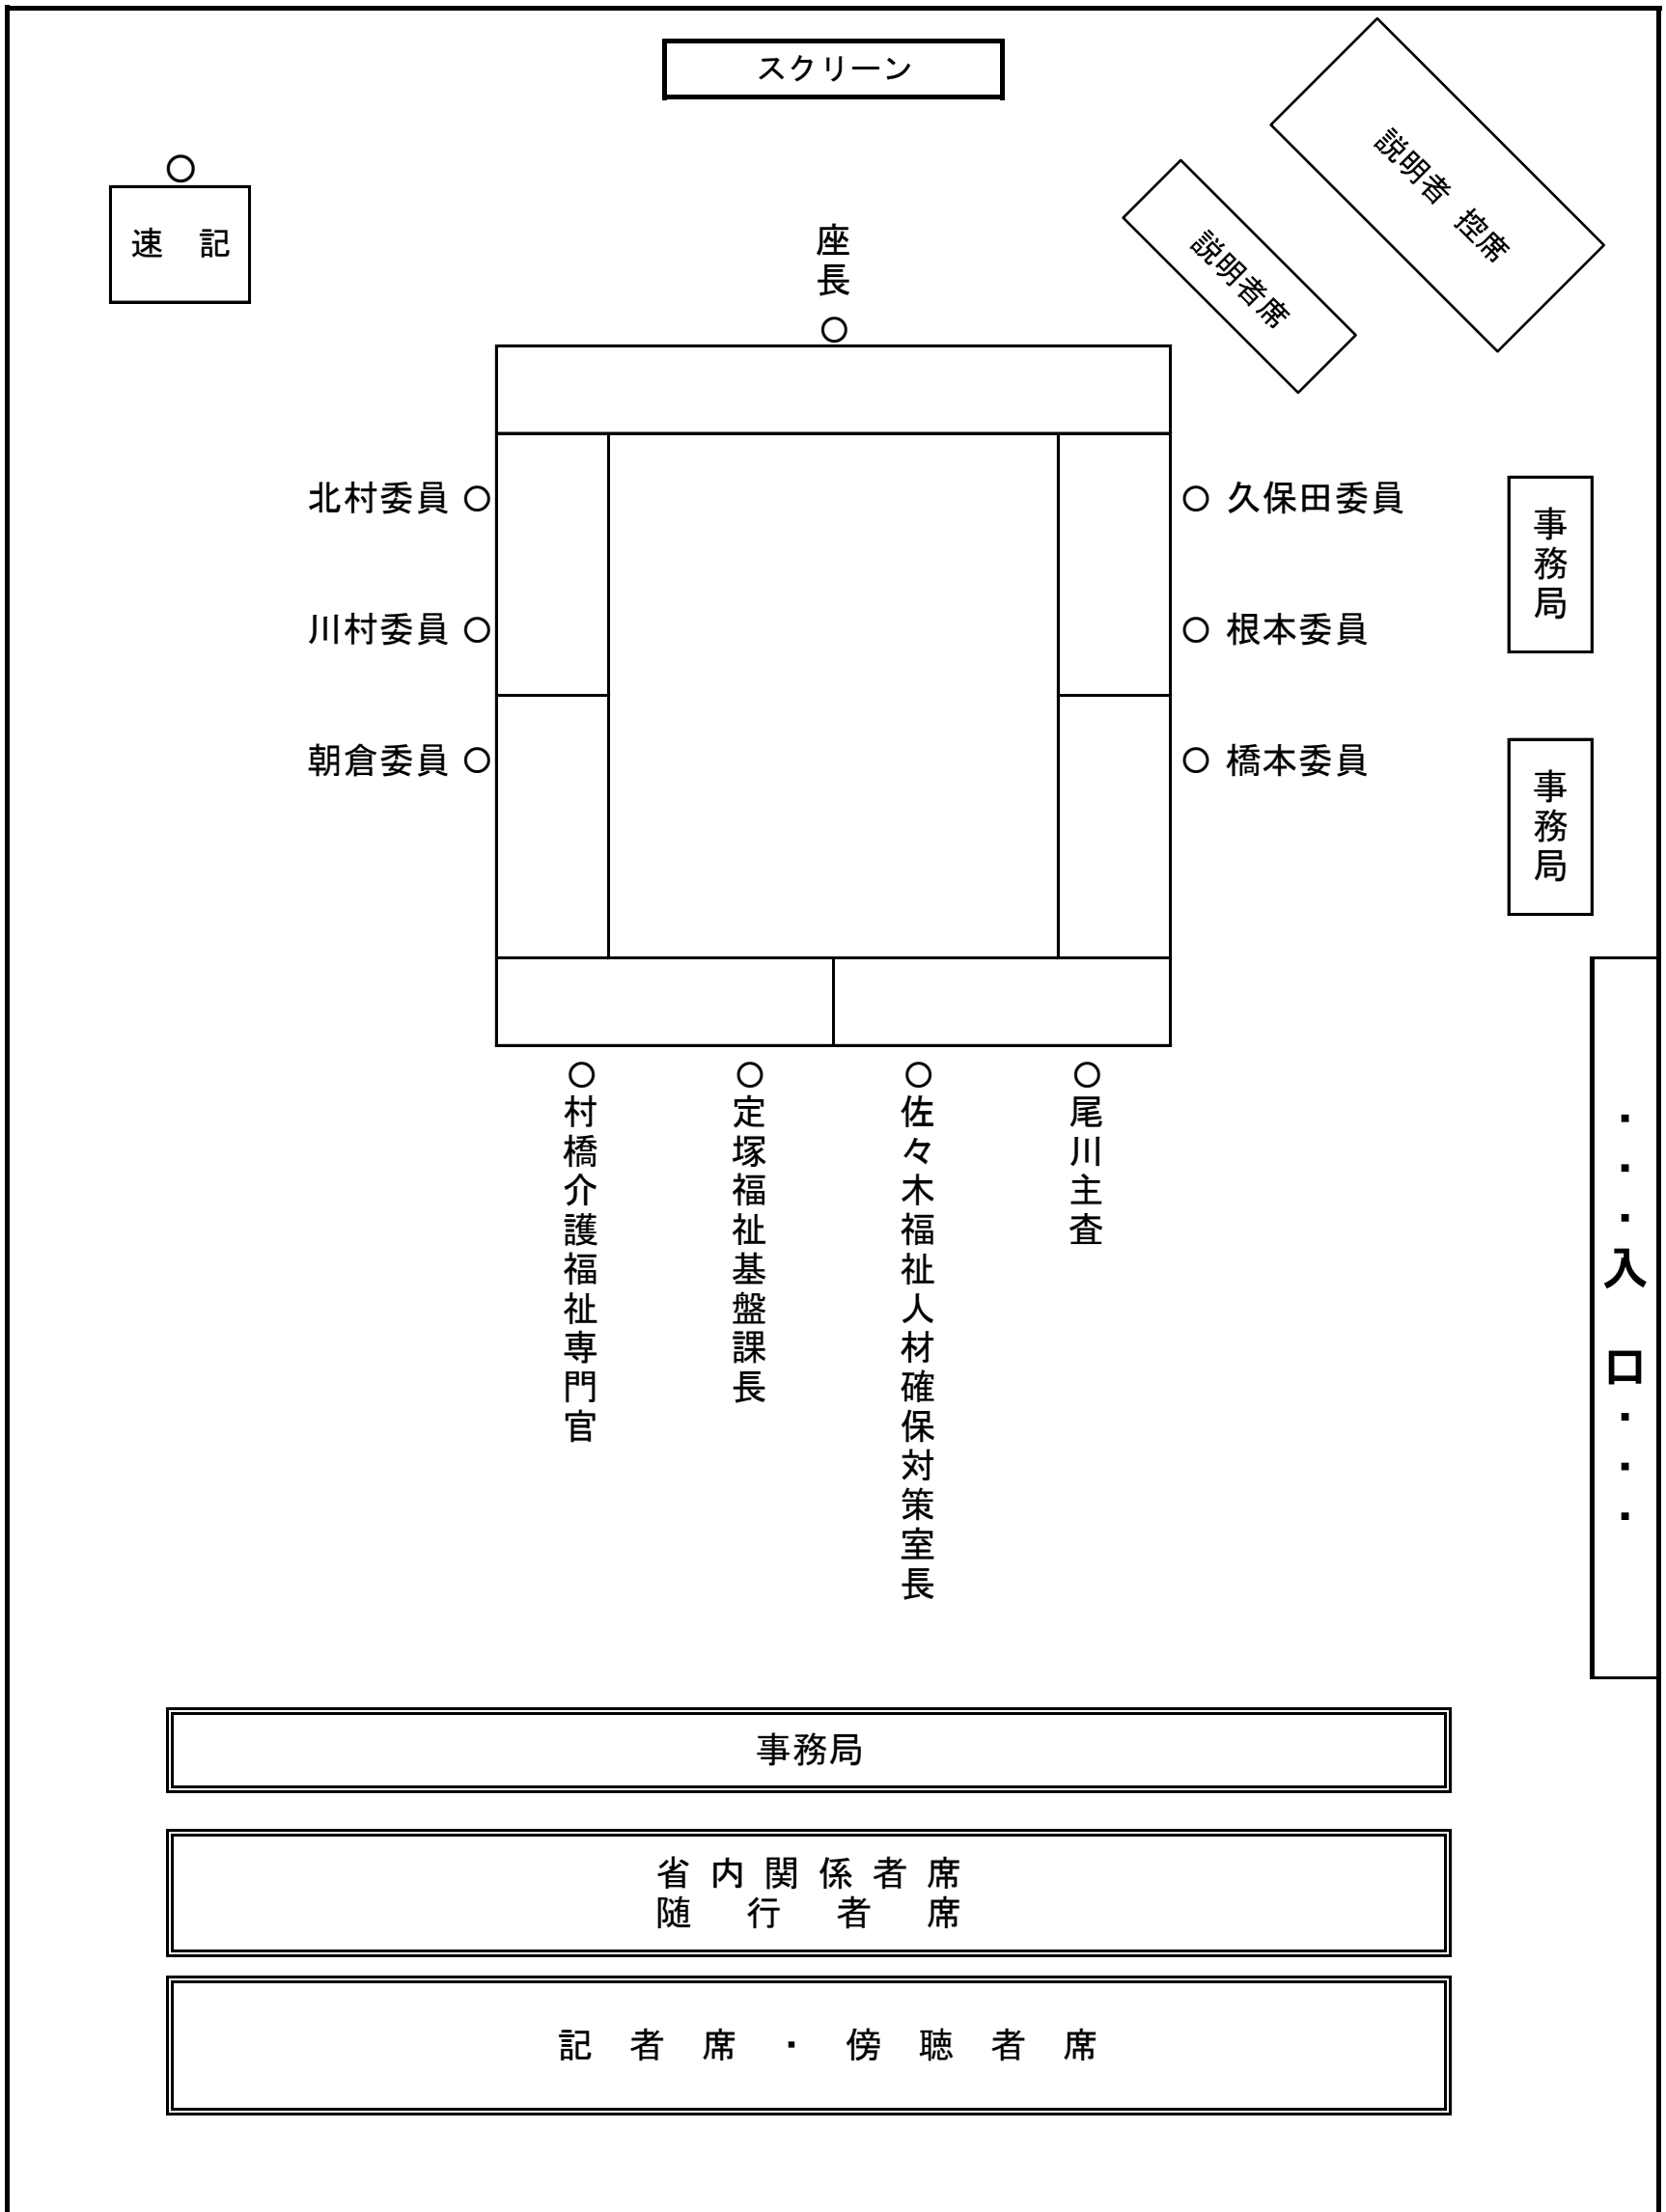 スクリーン
説明者 控席
説明者席
速 記
座長
○
○
北村委員 ○
○ 久保田委員
事務局
川村委員 ○
○ 根本委員
朝倉委員 ○
○ 橋本委員
事務局
○村橋介護福祉専門官
○定塚福祉基盤課長
○佐々木福祉人材確保対策室長
○尾川主査
・・・入 口・・・
事務局
省内関係者席
随行者席
記者席・傍聴者席